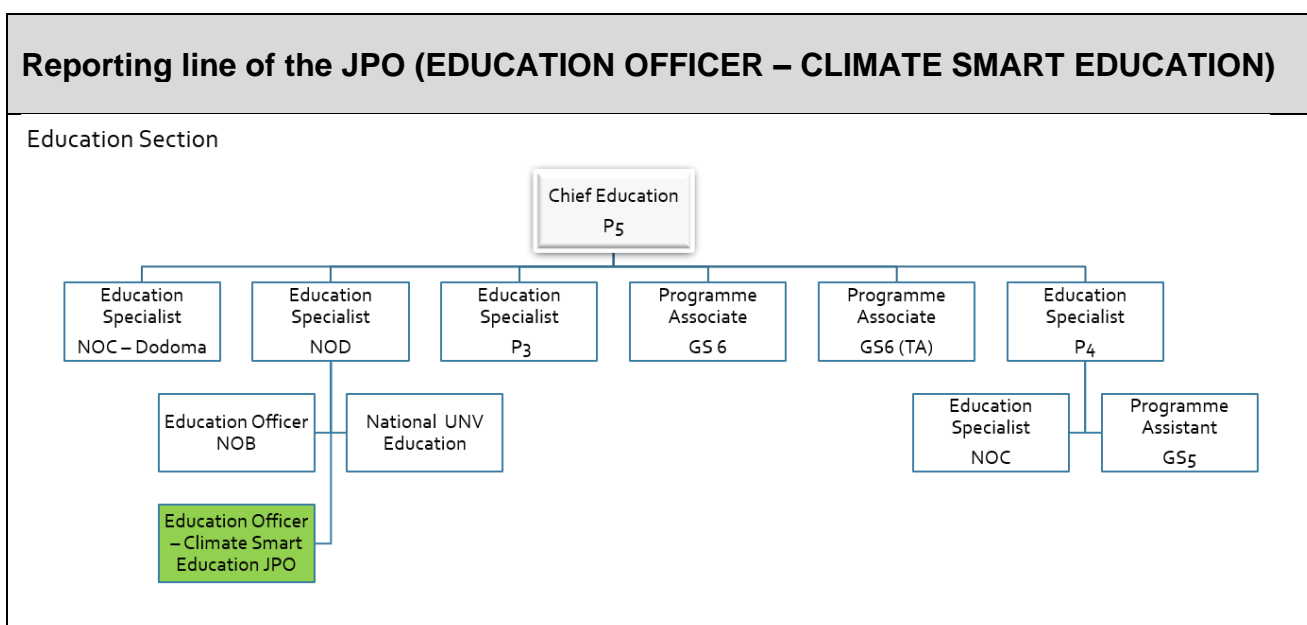 Reporting line of the JPO (EDUCATION OFFICER – CLIMATE SMART EDUCATION)
Education Section
Chief Education
P5
Education
Specialist
NOC – Dodoma
Education
Specialist
NOD
Education
Specialist
P3
Programme
Associate
GS 6
Programme
Associate
GS6 (TA)
Education
Specialist
P4
Education Officer
NOB
National UNV
Education
Education
Specialist
NOC
Programme
Assistant
GS5
Education Officer
– Climate Smart
Education JPO